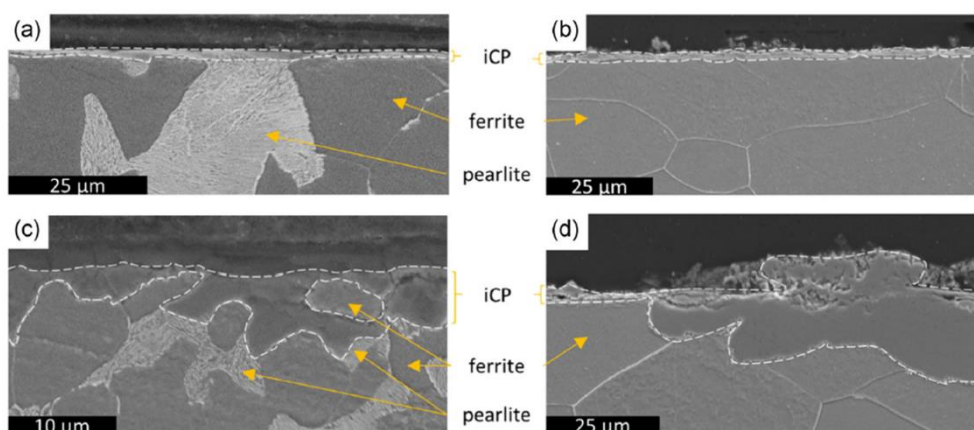 (a)
(b)
iCP
ferrite
pearlite
25 µm
25 µm
(c)
(d)
iCP
ferrite
pearlite
10 µm
25 µm